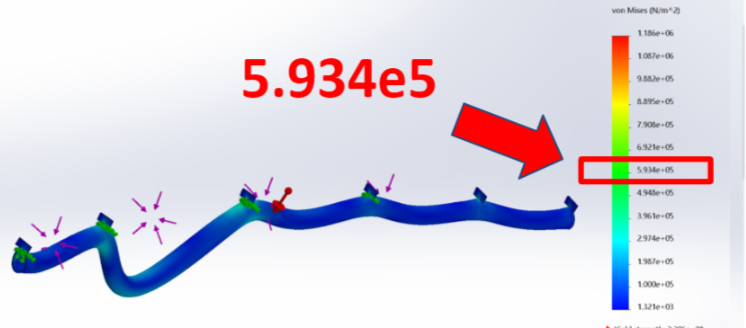 von Mises (N/m^2)
1.186e+06
1.087e+06
5.934e5
9.882e+05
8.895e+05
7.908e+05
6.921e+05
5.934e+05
4.948e+05
3.961e+05
2.974e+05
1.987e+05
1.000e+05
1.321e+03